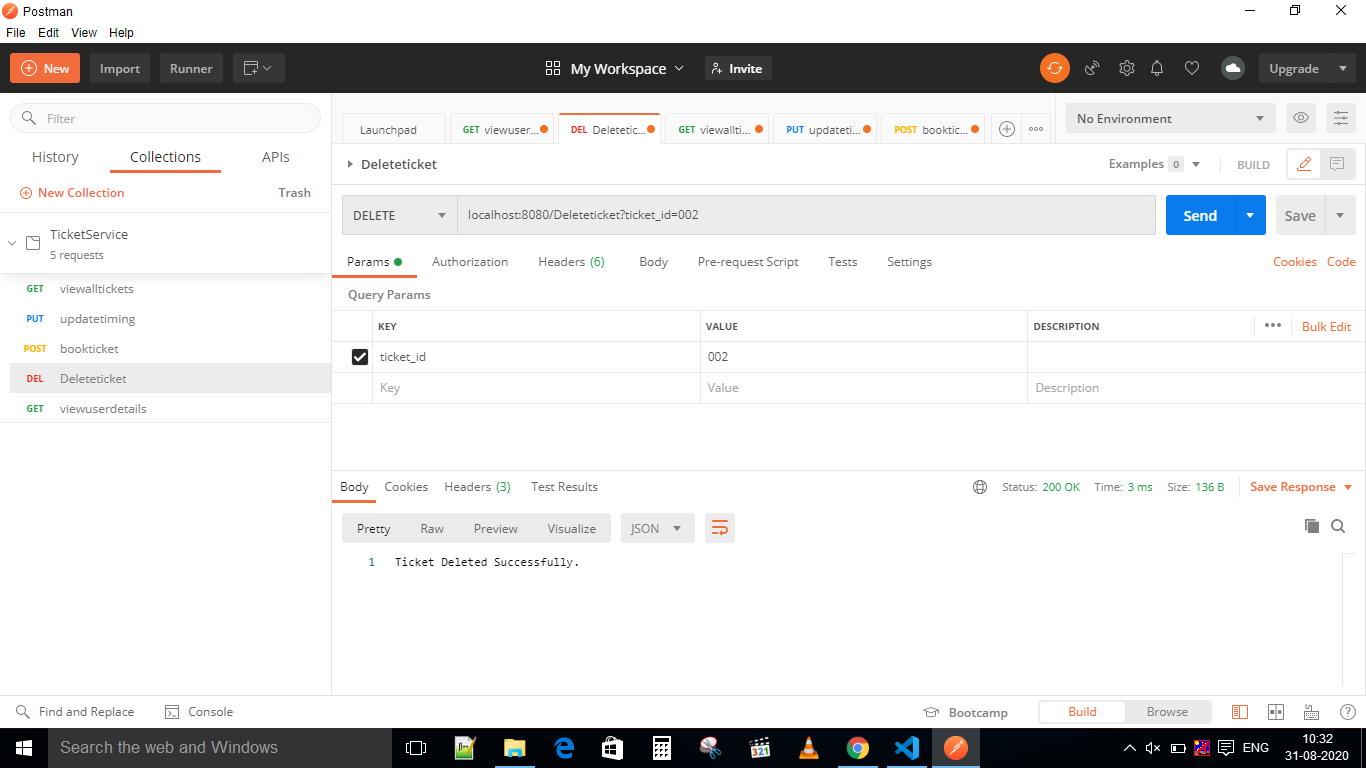 Postman
File Edit View Help
New Import Runner My Workspace Invite Upgrade
Filter
History Collections APIs
New Collection Trash
TicketService
5 requests
GET viewalltickets
PUT updatetiming
POST bookticket
DEL Deleteticket
GET viewuserdetails
Launchpad GET viewuser... DEL Deletetic... GET viewallti... PUT updateti... POST booktic... No Environment
Deleteticket Examples 0 BUILD
DELETE localhost:8080/Deleteticket?ticket_id=002 Send Save
Params Authorization Headers (6) Body Pre-request Script Tests Settings Cookies Code
Query Params
KEY VALUE DESCRIPTION Bulk Edit
ticket_id 002
Key Value Description
Body Cookies Headers (3) Test Results Status: 200 OK Time: 3 ms Size: 136 B Save Response
Pretty Raw Preview Visualize JSON
1 Ticket Deleted Successfully.
Find and Replace Console Bootcamp Build Browse
Search the web and Windows 321 ENG 10:32
31-08-2020